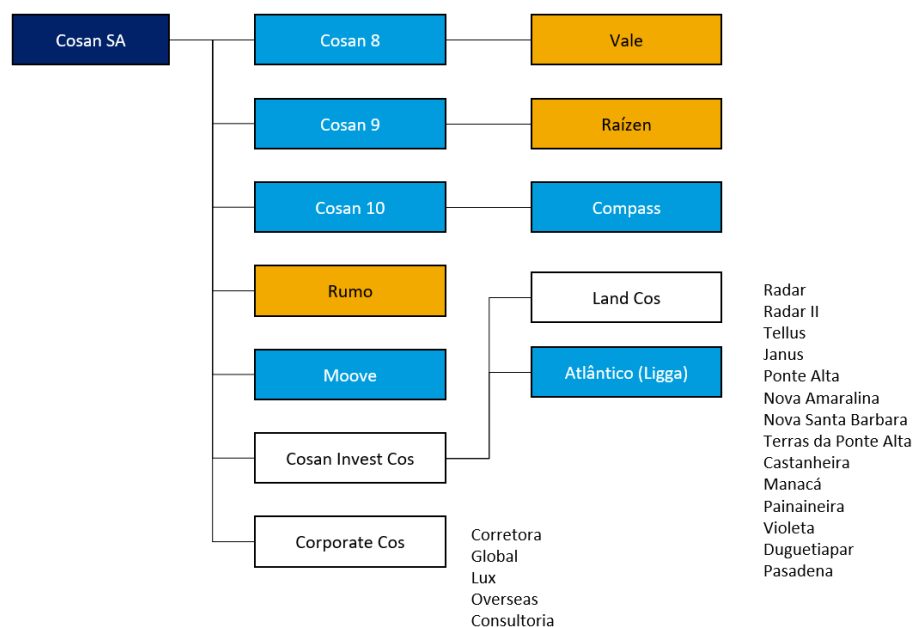 Cosan SA
Cosan 8
Vale
Cosan 9
Raízen
Cosan 10
Compass
Rumo
Land Cos
Moove
Atlântico (Ligga)
Cosan Invest Cos
Corporate Cos
Radar
Radar II
Tellus
Janus
Ponte Alta
Nova Amaralina
Nova Santa Barbara
Terras da Ponte Alta
Castanheira
Manacá
Painaineira
Violeta
Duguetiapar
Pasadena
Corretora
Global
Lux
Overseas
Consultoria